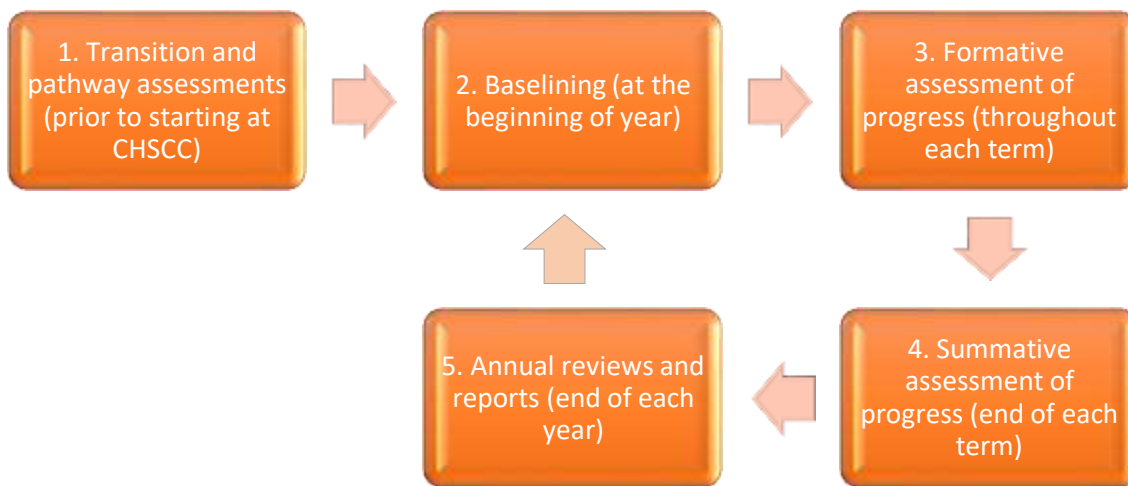 1. Transition and
pathway assessments
(prior to starting at
CHSCC)
2. Baselining (at the
beginning of year)
3. Formative
assessment of
progress (throughout
each term)
4. Summative
assessment of
progress (end of each
term)
5. Annual reviews and
reports (end of each
year)